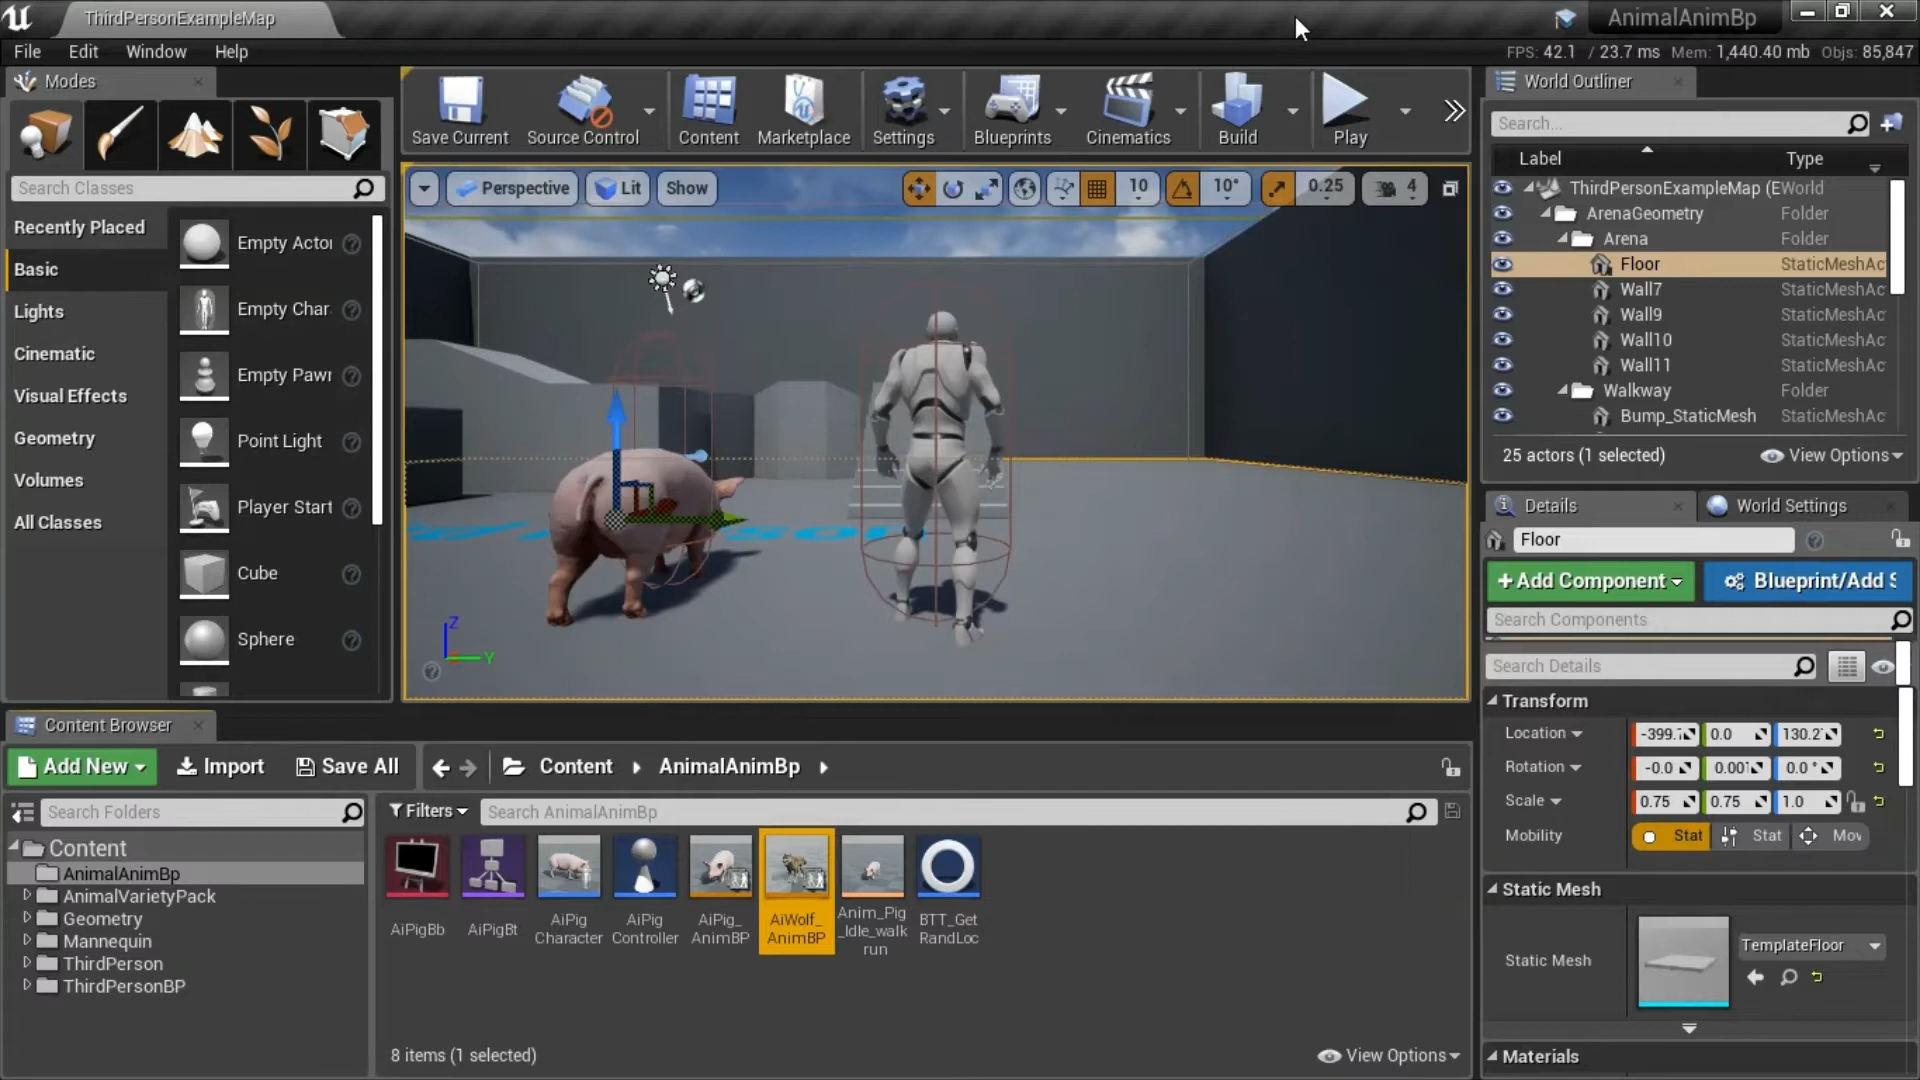 ThirdPersonExampleMap
AnimalAnimBp
File Edit Window Help
FPS: 42.1 / 23.7 ms Mem: 1,440.40 mb Objs: 85,847
Modes
Search Classes
Recently Placed
Basic
Lights
Cinematic
Visual Effects
Geometry
Volumes
All Classes
Empty Actor
Empty Char
Empty Pawn
Point Light
Player Start
Cube
Sphere
Save Current
Source Control
Content
Marketplace
Settings
Blueprints
Cinematics
Build
Play
Perspective Lit Show
10 10° 0.25 4
Z
Y
World Outliner
Search...
Label Type
ThirdPersonExampleMap (E World
ArenaGeometry Folder
Arena Folder
Floor StaticMeshAc
Wall7 StaticMeshAc
Wall9 StaticMeshAc
Wall10 StaticMeshAc
Wall11 StaticMeshAc
Walkway Folder
Bump_StaticMesh StaticMeshAc
25 actors (1 selected) View Options
Details World Settings
Floor
+Add Component Blueprint/Add S
Search Components
Search Details
Transform
Location -399. 0.0 130.2
Rotation -0.0 0.00 0.0 °
Scale 0.75 0.75 1.0
Mobility Stat Stat Mov
Static Mesh
Static Mesh TemplateFloor
Materials
Content Browser
Add New Import Save All Content AnimalAnimBp
Search Folders
Filters Search AnimalAnimBp
Content
AnimalAnimBp
AnimalVarietyPack
Geometry
Mannequin
ThirdPerson
ThirdPersonBP
AiPigBb
AiPigBt
AiPig
Character
AiPig
Controller
AiPig_
AnimBP
AiWolf_
AnimBP
Anim_Pig
_Idle_walk
run
BTT_Get
RandLoc
8 items (1 selected) View Options